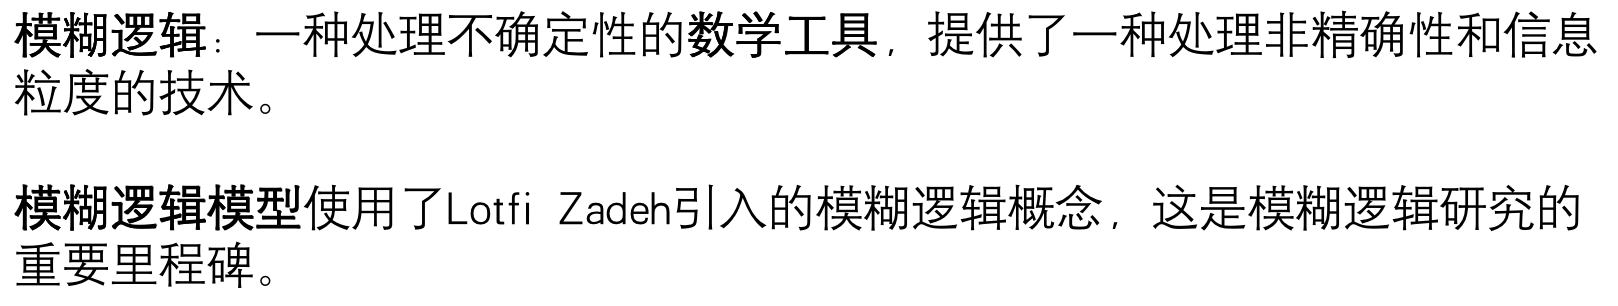 模糊逻辑：一种处理不确定性的数学工具，提供了一种处理非精确性和信息
粒度的技术。
模糊逻辑模型使用了Lotfi Zadeh引入的模糊逻辑概念，这是模糊逻辑研究的
重要里程碑。